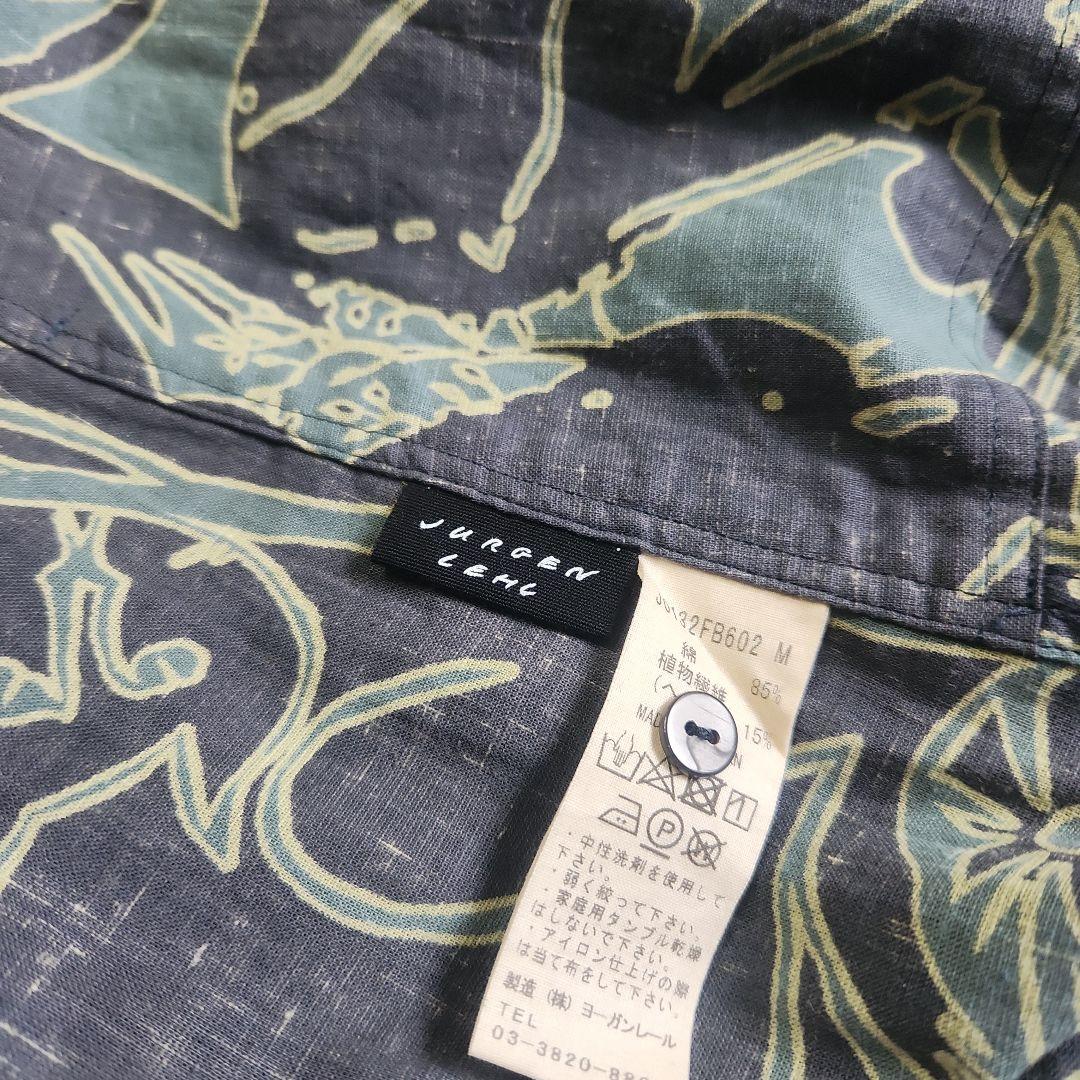 JURGEN
LEHL
32FB602 M
綿 85%
植物繊維
(ヘ
15%
MAD
N
P
・中性洗剤を使用して
下さい。
・弱く絞って下さい。
・家庭用タンブル乾燥
はしないで下さい。
・アイロン仕上げの際
は当て布をして下さい。
製造 (株) ヨーガンレール
TEL
03-3820-88